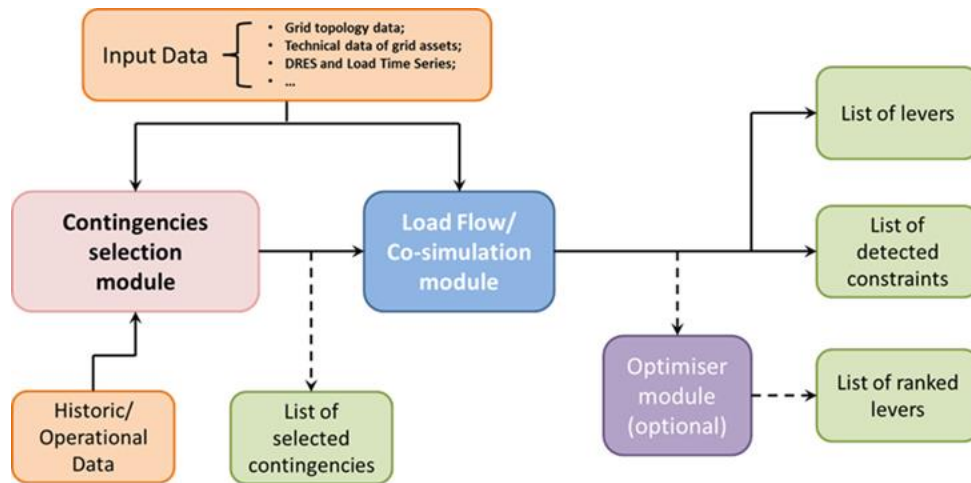 Input Data
• Grid topology data;
• Technical data of grid assets;
• DRES and Load Time Series;
• ...
List of levers
Contingencies
selection
module
Load Flow/
Co-simulation
module
List of
detected
constraints
Historic/
Operational
Data
List of
selected
contingencies
Optimiser
module
(optional)
List of ranked
levers